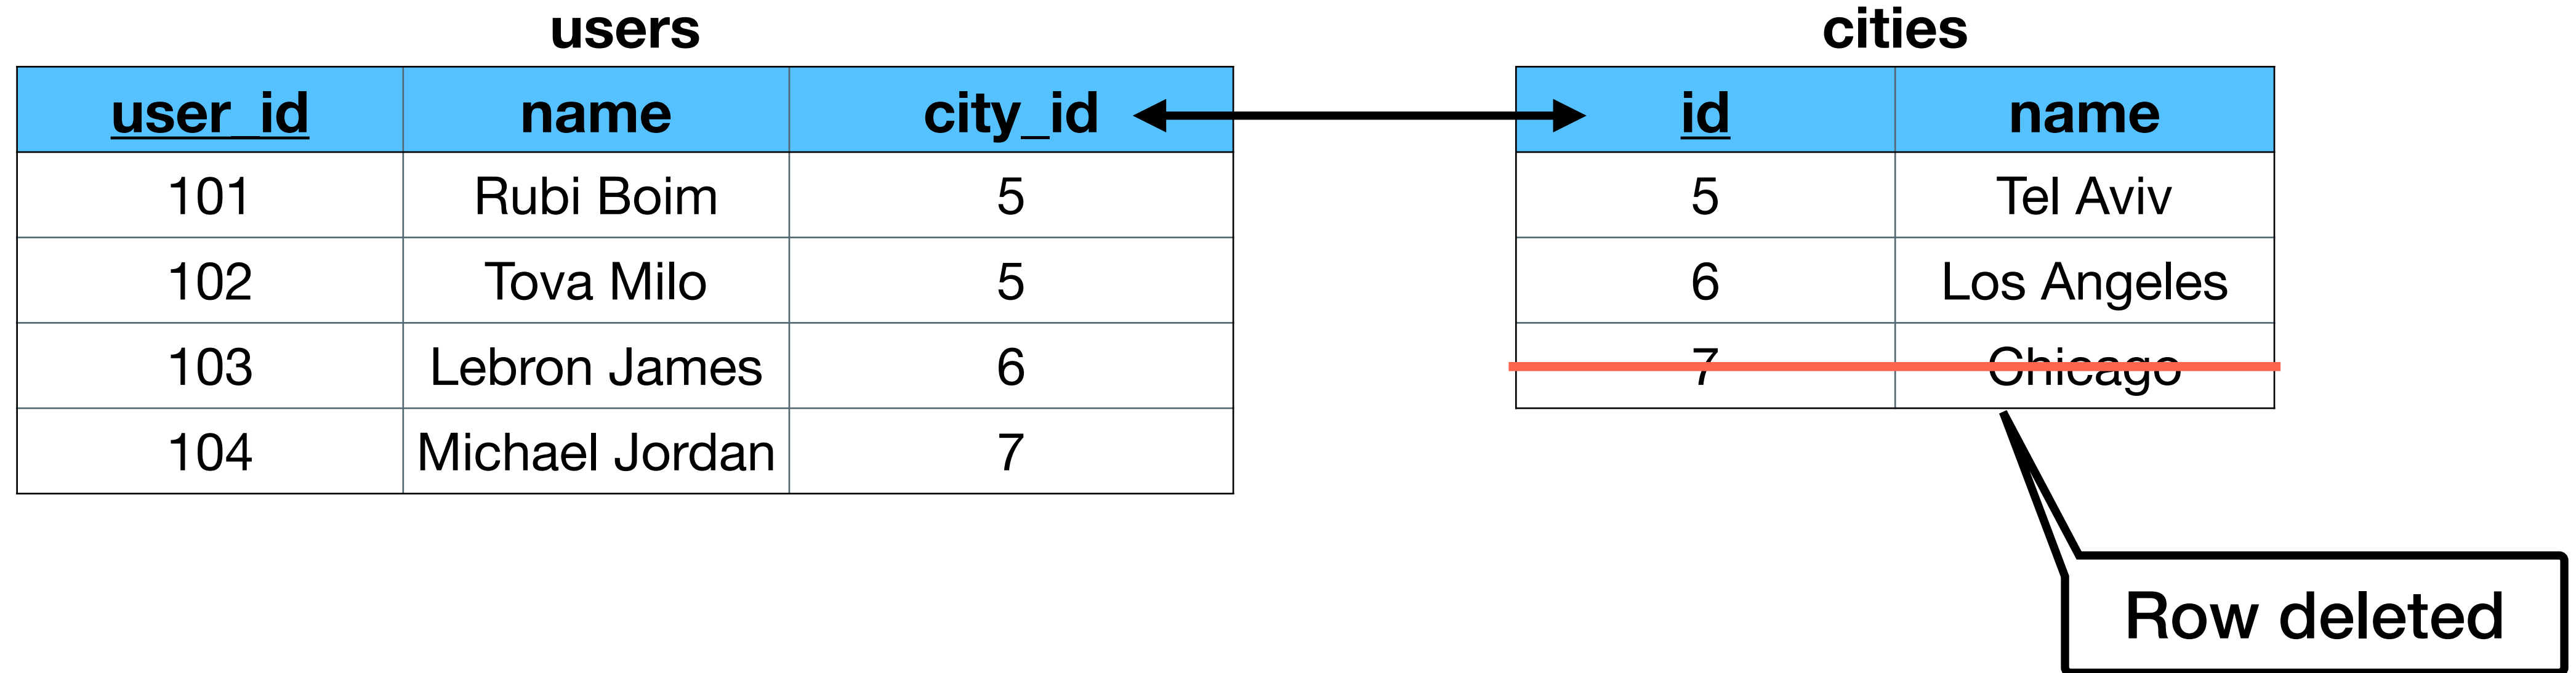 users
user_id name city_id
101 Rubi Boim 5
102 Tova Milo 5
103 Lebron James 6
104 Michael Jordan 7
cities
id name
5 Tel Aviv
6 Los Angeles
7 Chicago
Row deleted